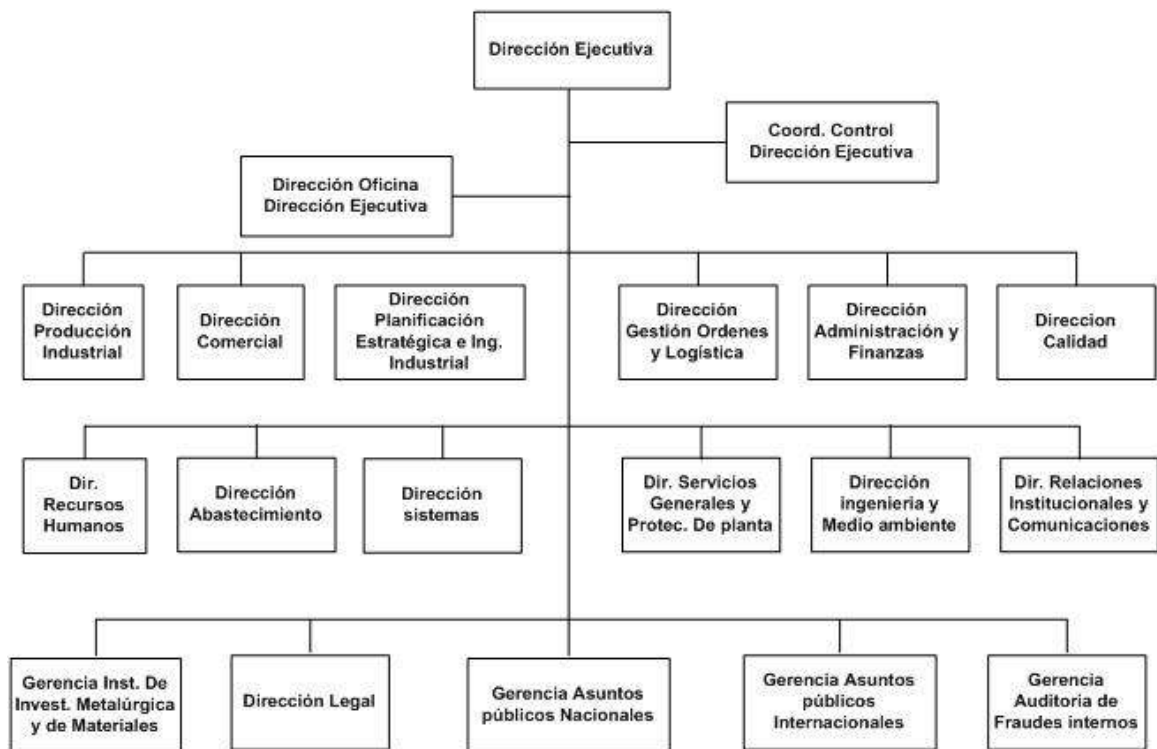 Dirección Ejecutiva
Coord. Control
Dirección Ejecutiva
Dirección Oficina
Dirección Ejecutiva
Dirección
Producción
Industrial
Dirección
Comercial
Dirección
Planificación
Estratégica e Ing.
Industrial
Dirección
Gestión Ordenes
y Logística
Dirección
Administración y
Finanzas
Direccion
Calidad
Dir.
Recursos
Humanos
Dirección
Abastecimiento
Dirección
sistemas
Dir. Servicios
Generales y
Protec. De planta
Dirección
ingenieria y
Medio ambiente
Dir. Relaciones
Institucionales y
Comunicaciones
Gerencia Inst. De
Invest. Metalúrgica
y de Materiales
Dirección Legal
Gerencia Asuntos
públicos Nacionales
Gerencia Asuntos
públicos
Internacionales
Gerencia
Auditoria de
Fraudes internos